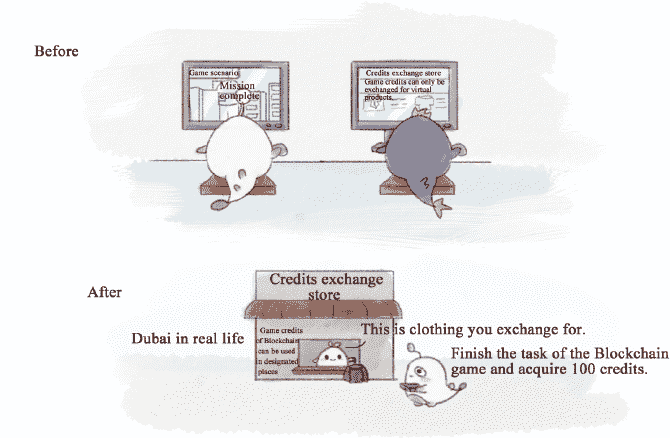 Before
Game scesario
Mission
complete
Credits exchange store
Game credits can only be
exchanged for virtual
products.
After
Credits exchange
store
Dubai in real life
Game credits
of Blockchain
can be used
in designated
places
This is clothing you exchange for.
Finish the task of the Blockchain
game and acquire 100 credits.